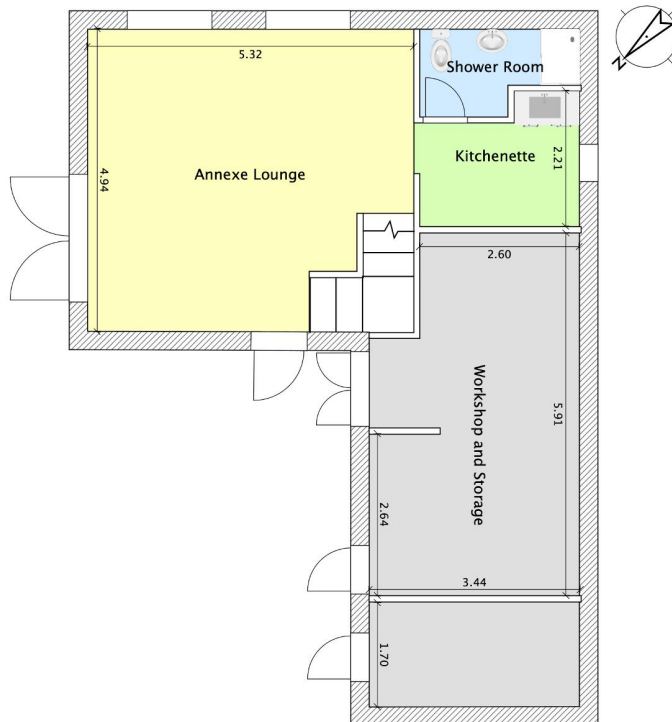 N
5.32
Shower Room
4.94
Annexe Lounge
Kitchenette
2.21
2.60
Workshop and Storage
5.91
2.64
3.44
1.70